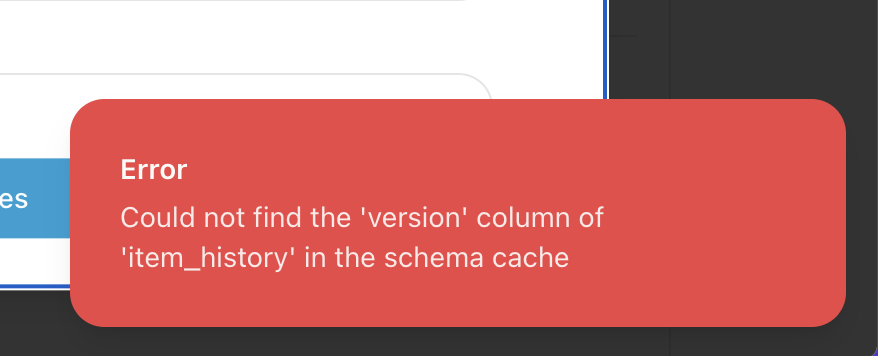 Error
Could not find the 'version' column of
es
'item_history' in the schema cache